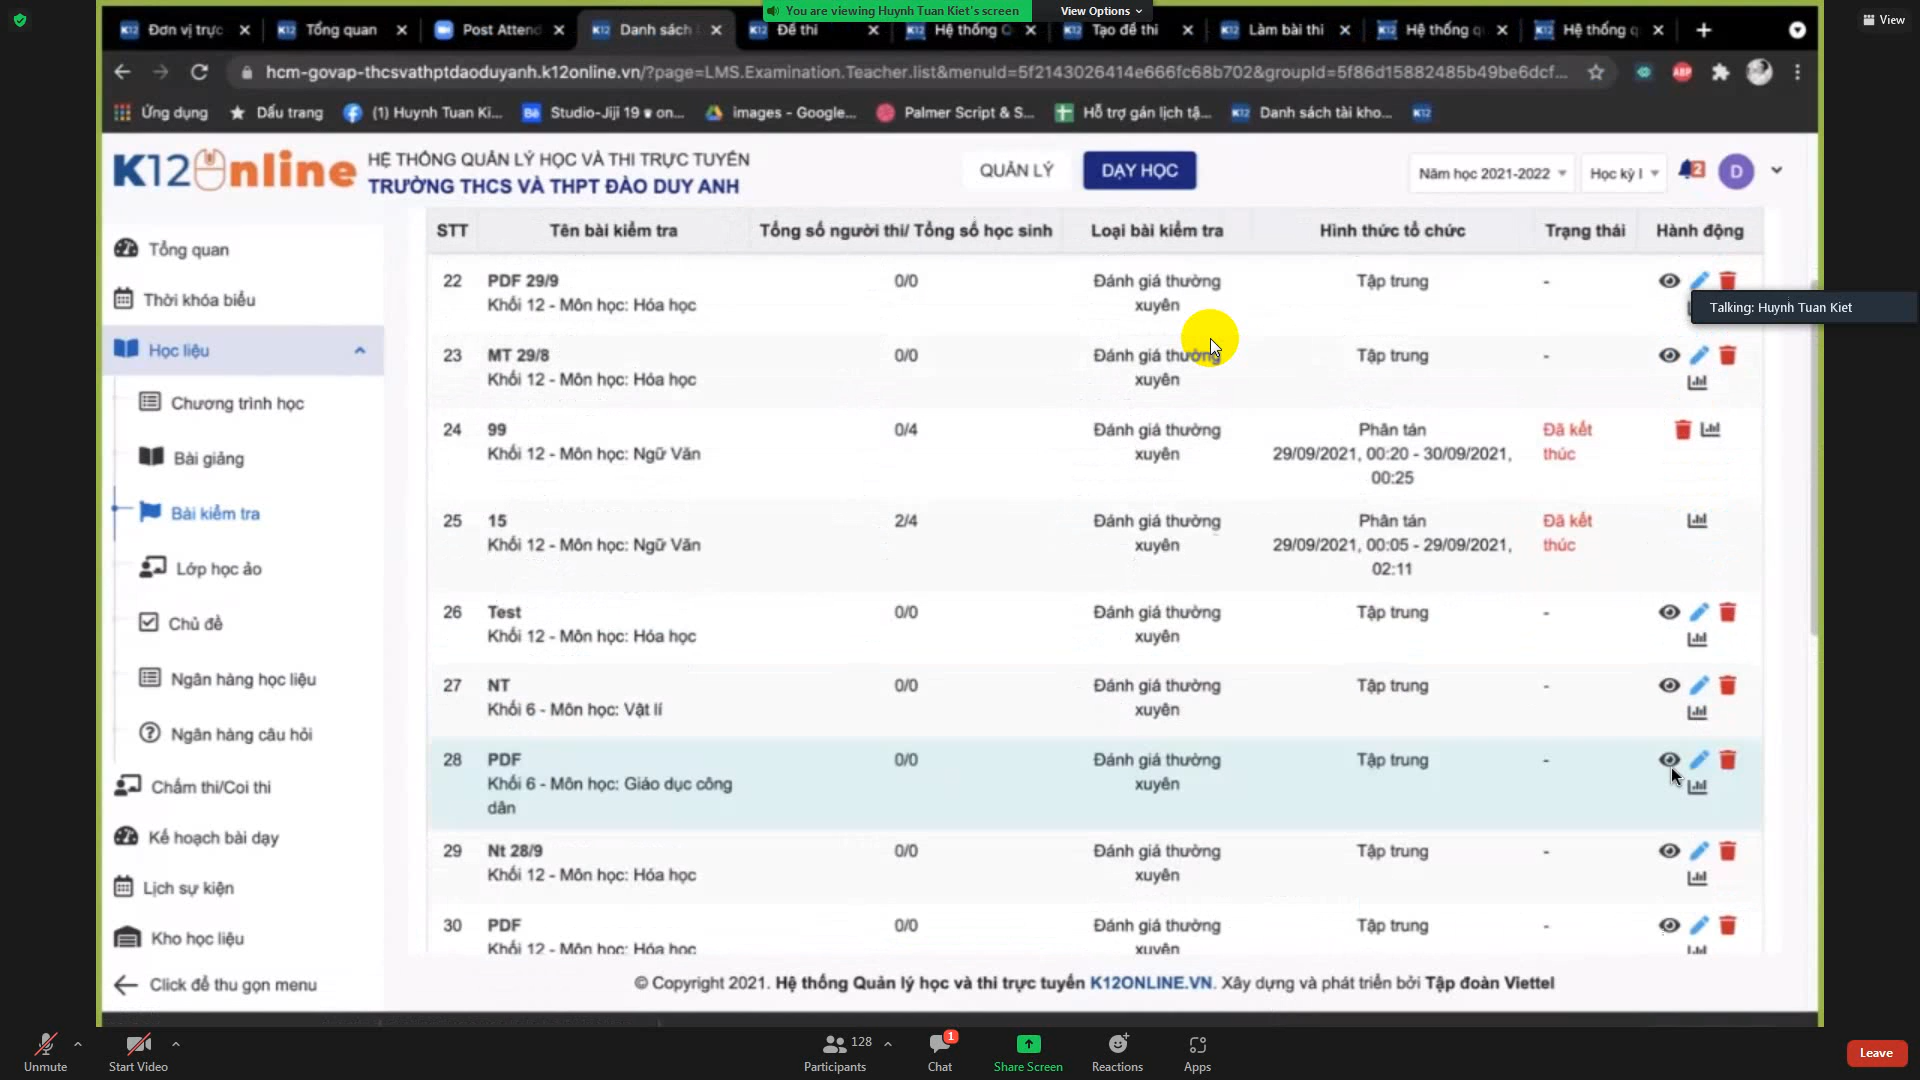 You are viewing Huynh Tuan Kiet's screen
View Options
View
Đơn vị trực
Tổng quan
Post Attend
Danh sách
Đề thi
Hệ thống Q
Tạo đề thi
Làm bài thi
Hệ thống q
Hệ thống q
hcm-govap-thcsvathptdaoduyanh.k12online.vn/?page=LMS.Examination.Teacher.list&menuId=5f2143026414e666fc68b702&groupId=5f86d15882485b49be6dcf...
ABP
Ứng dụng
Dấu trang
(1) Huynh Tuan Ki...
Studio-Jiji 19 ♛ on...
images - Google...
Palmer Script & S...
Hỗ trợ gán lịch tậ...
Danh sách tài kho...
K12Online
HỆ THỐNG QUẢN LÝ HỌC VÀ THI TRỰC TUYẾN
TRƯỜNG THCS VÀ THPT ĐÀO DUY ANH
QUẢN LÝ
DẠY HỌC
Năm học 2021-2022
Học kỳ I
2
D
Tổng quan
Thời khóa biểu
Học liệu
Chương trình học
Bài giảng
Bài kiểm tra
Lớp học ảo
Chủ đề
Ngân hàng học liệu
Ngân hàng câu hỏi
Chấm thi/Coi thi
Kế hoạch bài dạy
Lịch sự kiện
Kho học liệu
Click để thu gọn menu
STT Tên bài kiểm tra Tổng số người thi/ Tổng số học sinh Loại bài kiểm tra Hình thức tổ chức Trạng thái Hành động
22 PDF 29/9 0/0 Đánh giá thường Tập trung -
Khối 12 - Môn học: Hóa học xuyên
Talking: Huynh Tuan Kiet
23 MT 29/8 0/0 Đánh giá thường Tập trung -
Khối 12 - Môn học: Hóa học xuyên
24 99 0/4 Đánh giá thường Phân tán Đã kết
Khối 12 - Môn học: Ngữ Văn xuyên 29/09/2021, 00:20 - 30/09/2021, thúc
00:25
25 15 2/4 Đánh giá thường Phân tán Đã kết
Khối 12 - Môn học: Ngữ Văn xuyên 29/09/2021, 00:05 - 29/09/2021, thúc
02:11
26 Test 0/0 Đánh giá thường Tập trung -
Khối 12 - Môn học: Hóa học xuyên
27 NT 0/0 Đánh giá thường Tập trung -
Khối 6 - Môn học: Vật lí xuyên
28 PDF 0/0 Đánh giá thường Tập trung -
Khối 6 - Môn học: Giáo dục công xuyên
dân
29 Nt 28/9 0/0 Đánh giá thường Tập trung -
Khối 12 - Môn học: Hóa học xuyên
30 PDF 0/0 Đánh giá thường Tập trung -
Khối 12 - Môn học: Hóa học xuyên
© Copyright 2021. Hệ thống Quản lý học và thi trực tuyến K12ONLINE.VN. Xây dựng và phát triển bởi Tập đoàn Viettel
Unmute
Start Video
128
Participants
1
Chat
Share Screen
Reactions
Apps
Leave